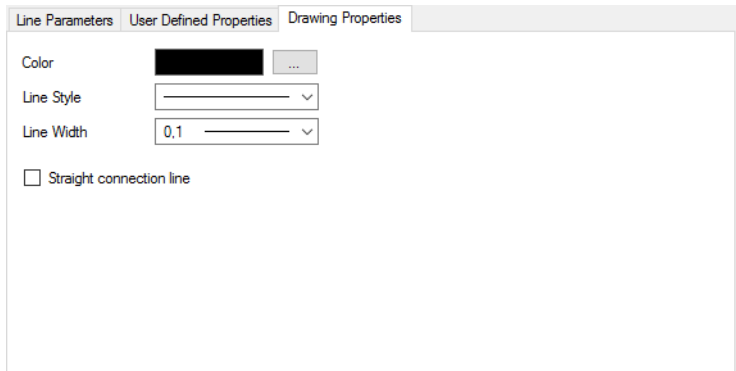 Line Parameters User Defined Properties Drawing Properties
Color ...
Line Style
Line Width 0,1
Straight connection line